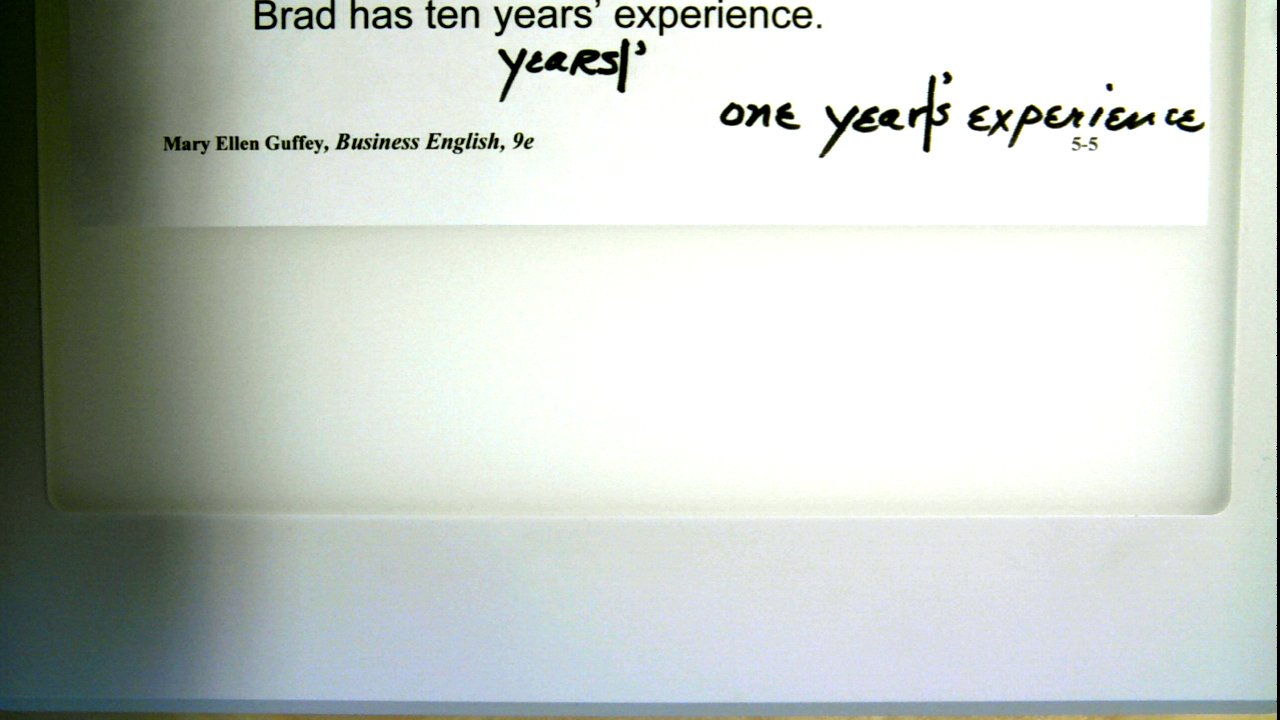 Brad has ten years’ experience.
years|’
one year|’s experience
Mary Ellen Guffey, Business English, 9e
5-5